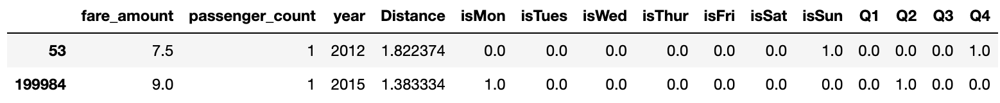 fare_amount passenger_count year Distance isMon isTues isWed isThur isFri isSat isSun Q1 Q2 Q3 Q4
53 7.5 1 2012 1.822374 0.0 0.0 0.0 0.0 0.0 0.0 1.0 0.0 0.0 0.0 1.0
199984 9.0 1 2015 1.383334 1.0 0.0 0.0 0.0 0.0 0.0 0.0 0.0 1.0 0.0 0.0